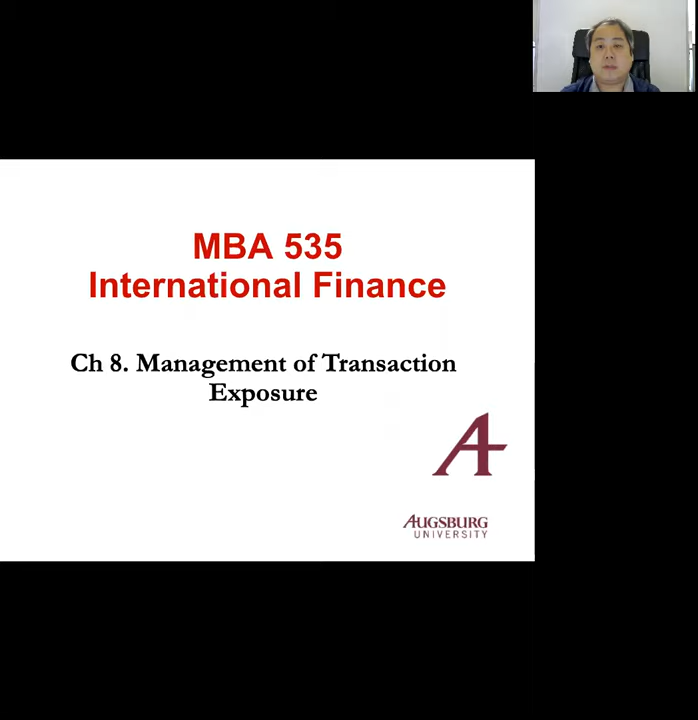 MBA 535
International Finance
Ch 8. Management of Transaction
Exposure
AUGSBURG
UNIVERSITY